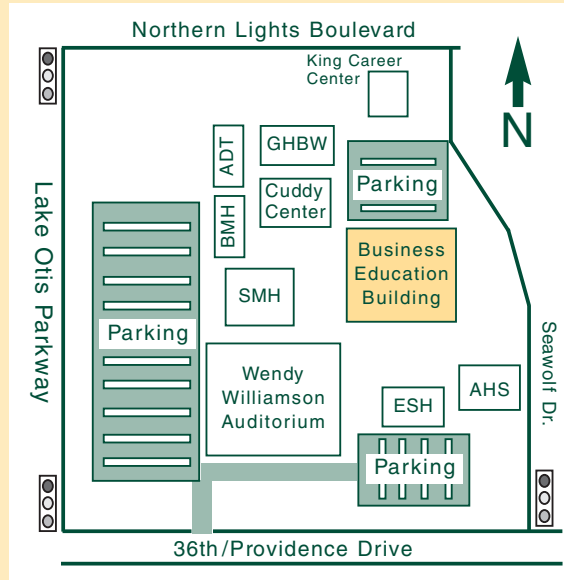 Northern Lights Boulevard
King Career
Center
N
ADT
GHBW
Parking
Cuddy
Center
BMH
Lake Otis Parkway
Business
Education
Building
SMH
Parking
Seawolf Dr.
Wendy
Williamson
Auditorium
AHS
ESH
Parking
36th/Providence Drive